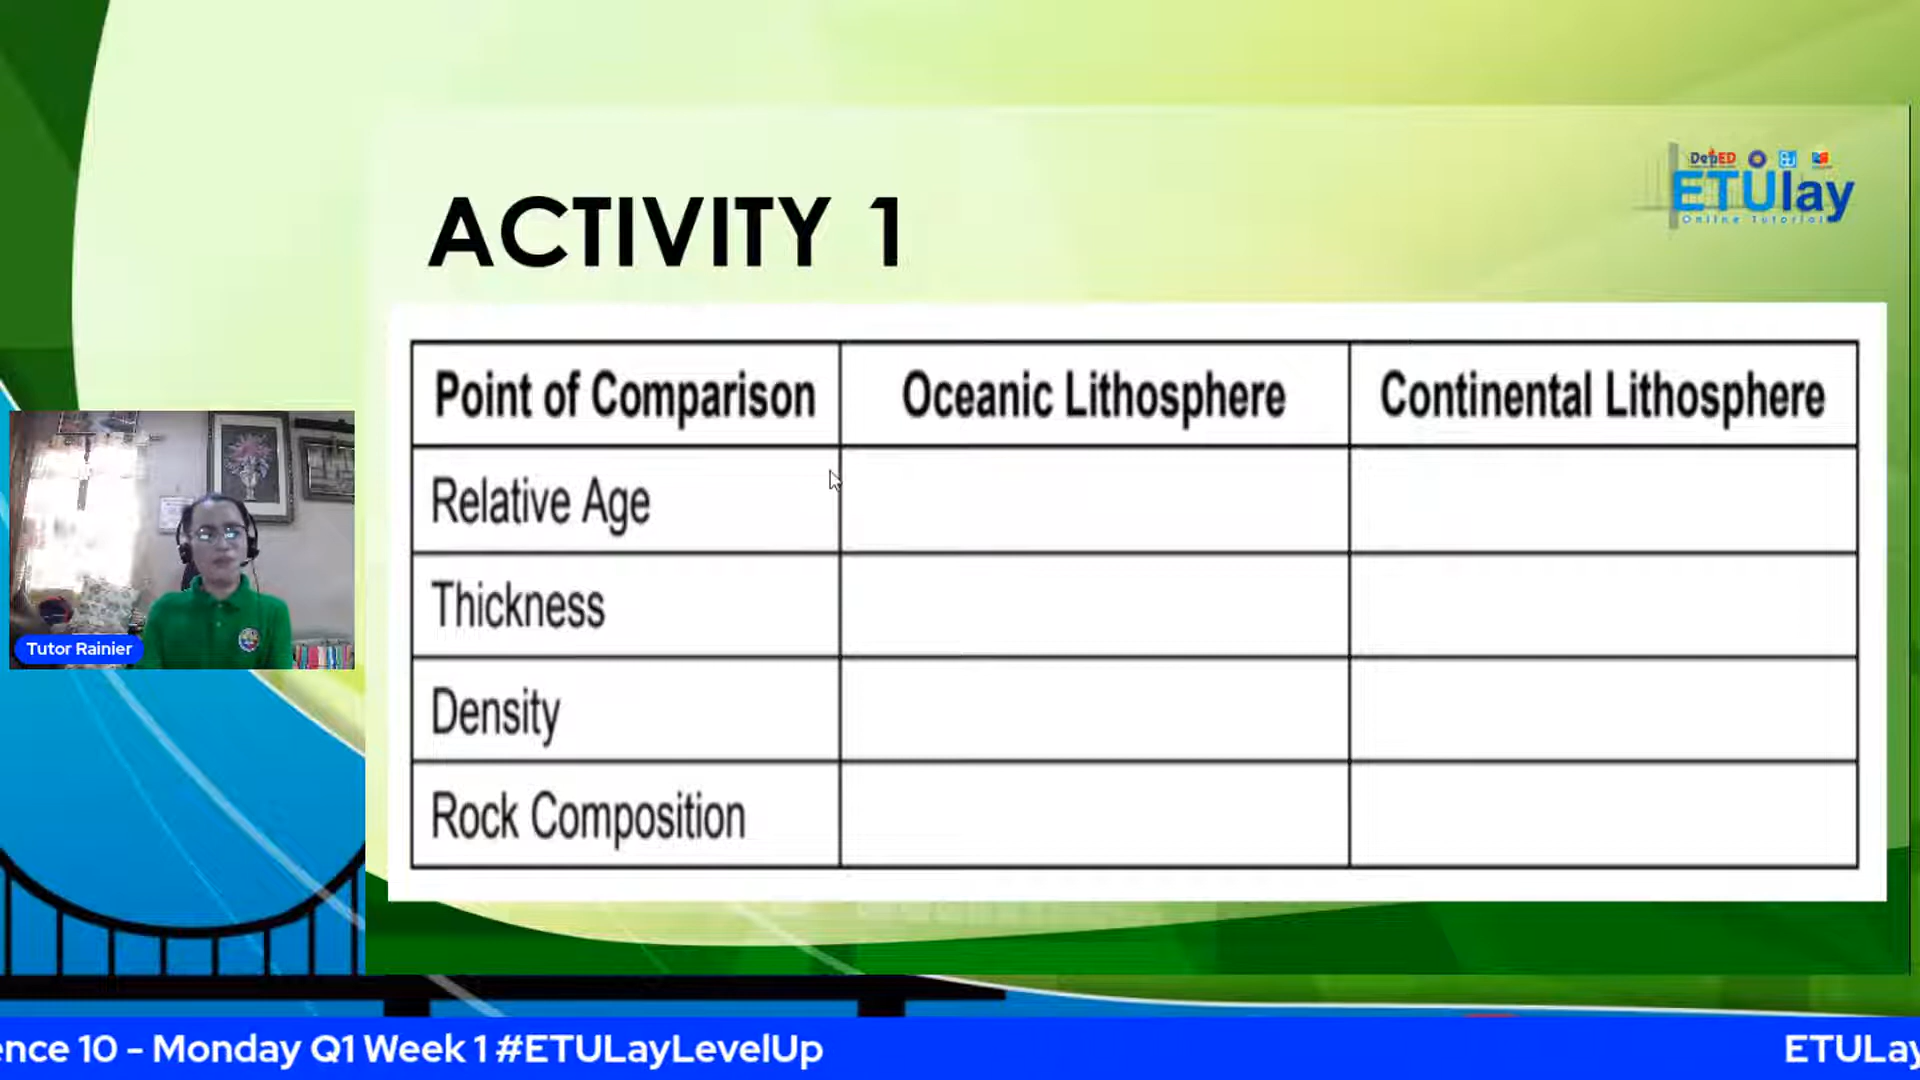 DepED
ETUlay
Online Tutorial
ACTIVITY 1
Point of Comparison
Oceanic Lithosphere
Continental Lithosphere
Relative Age
Thickness
Density
Rock Composition
Tutor Rainier
ence 10 - Monday Q1 Week 1 #ETULayLevelUp
ETULay